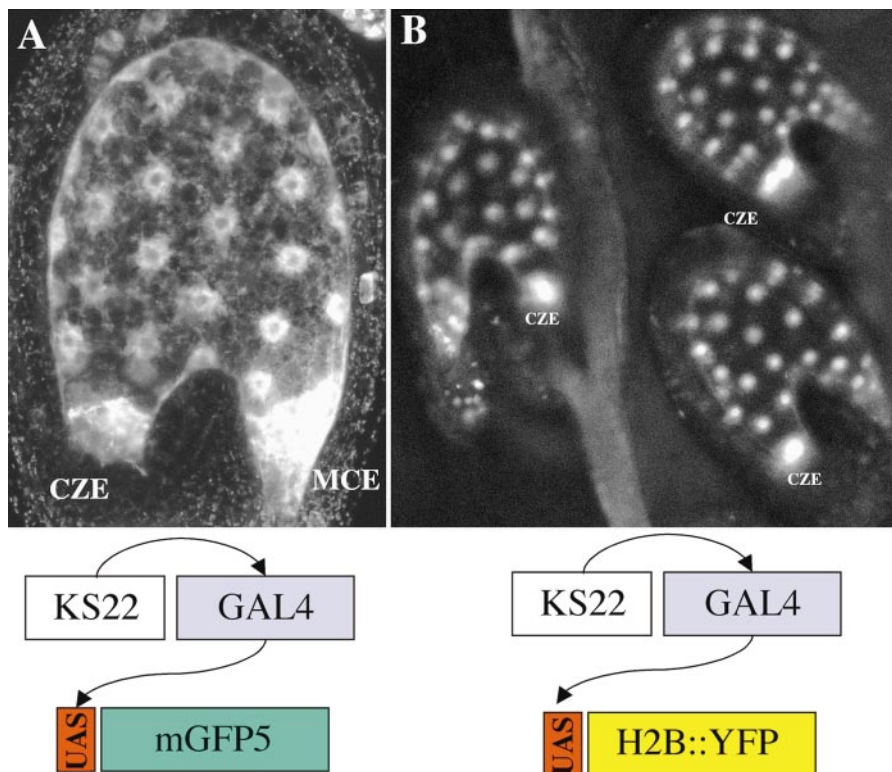 A
B
CZE
MCE
CZE
CZE
CZE
KS22
GAL4
UAS
mGFP5
KS22
GAL4
UAS
H2B::YFP